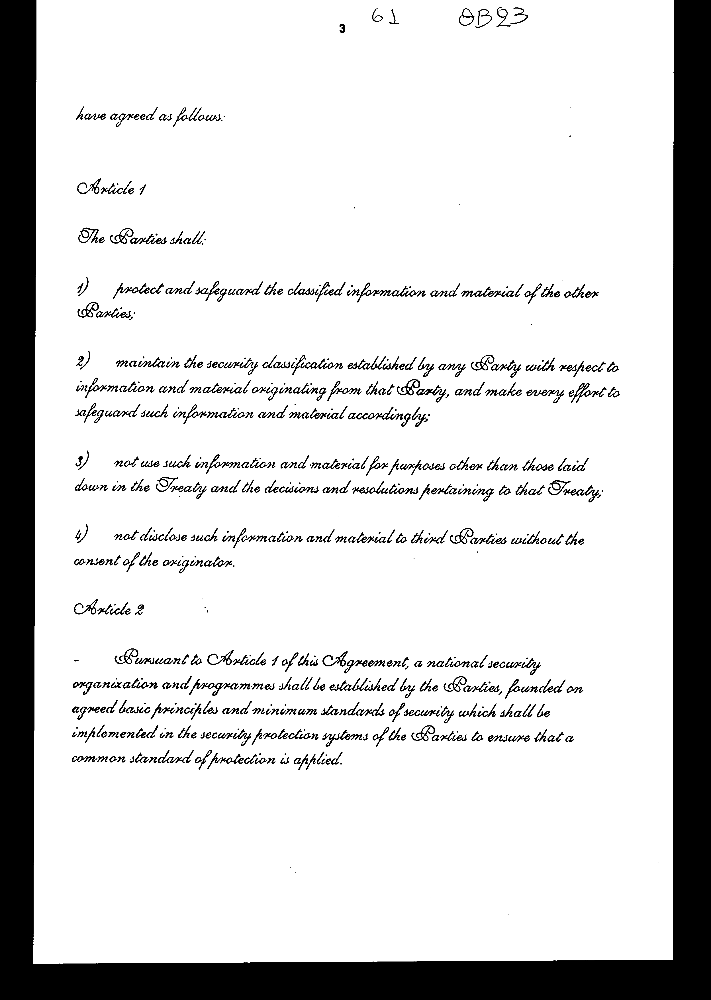 61 OB23
3
have agreed as follows:
Article 1
The Parties shall:
1) protect and safeguard the classified information and material of the other
Parties;
2) maintain the security classification established by any Party with respect to
information and material originating from that Party, and make every effort to
safeguard such information and material accordingly;
3) not use such information and material for purposes other than those laid
down in the Treaty and the decisions and resolutions pertaining to that Treaty;
4) not disclose such information and material to third Parties without the
consent of the originator.
Article 2
- Pursuant to Article 1 of this Agreement, a national security
organization and programmes shall be established by the Parties, founded on
agreed basic principles and minimum standards of security which shall be
implemented in the security protection systems of the Parties to ensure that a
common standard of protection is applied.